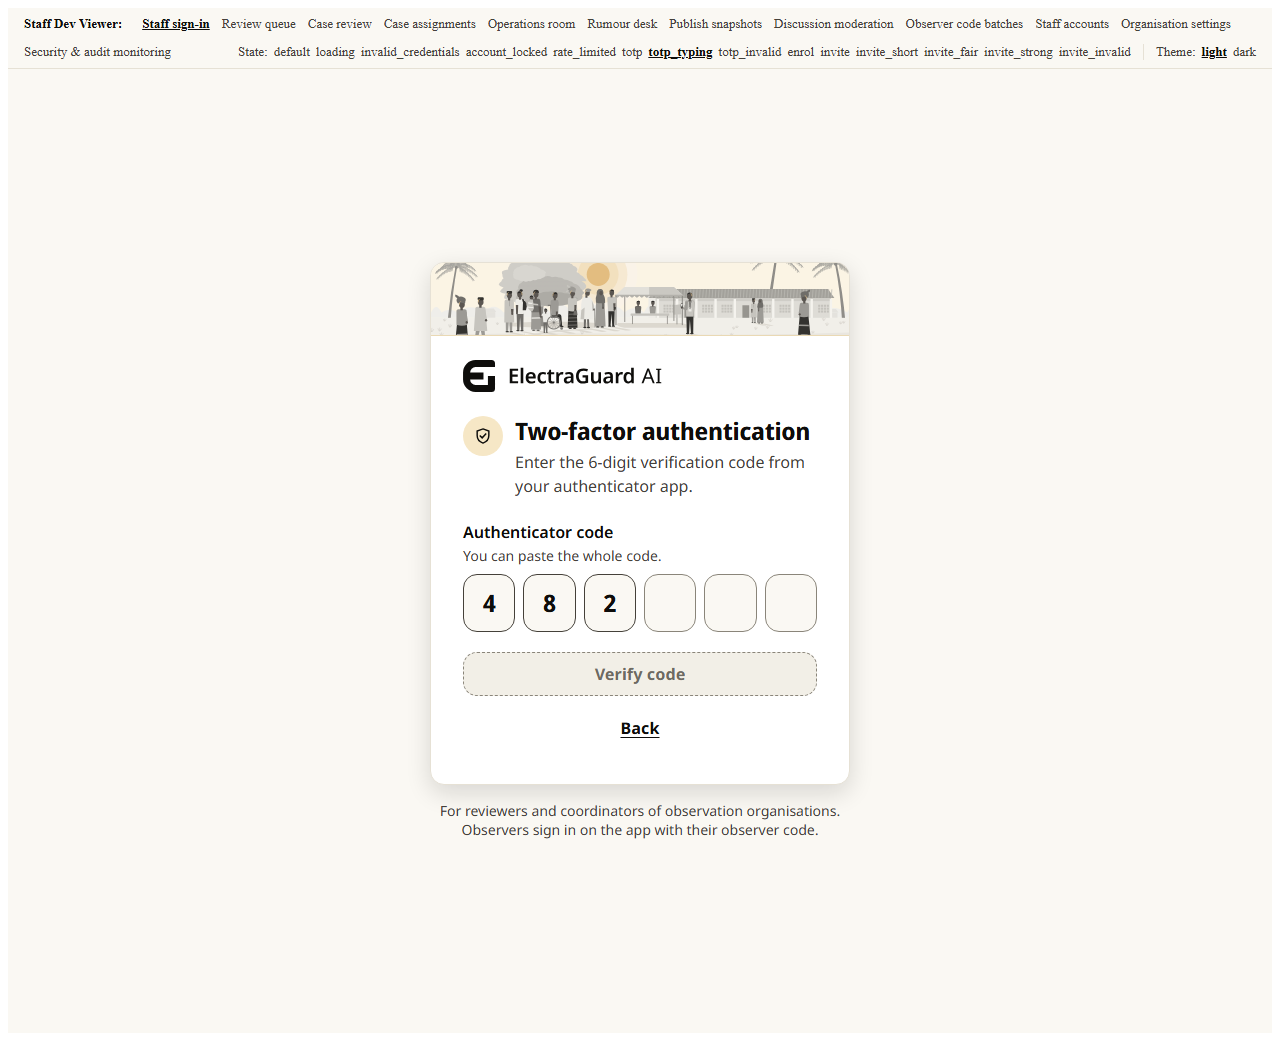 Staff Dev Viewer: Staff sign-in Review queue Case review Case assignments Operations room Rumour desk Publish snapshots Discussion moderation Observer code batches Staff accounts Organisation settings
Security & audit monitoring State: default loading invalid_credentials account_locked rate_limited totp totp_typing totp_invalid enrol invite invite_short invite_fair invite_strong invite_invalid Theme: light dark
ElectraGuard AI
Two-factor authentication
Enter the 6-digit verification code from
your authenticator app.
Authenticator code
You can paste the whole code.
4 8 2
Verify code
Back
For reviewers and coordinators of observation organisations.
Observers sign in on the app with their observer code.